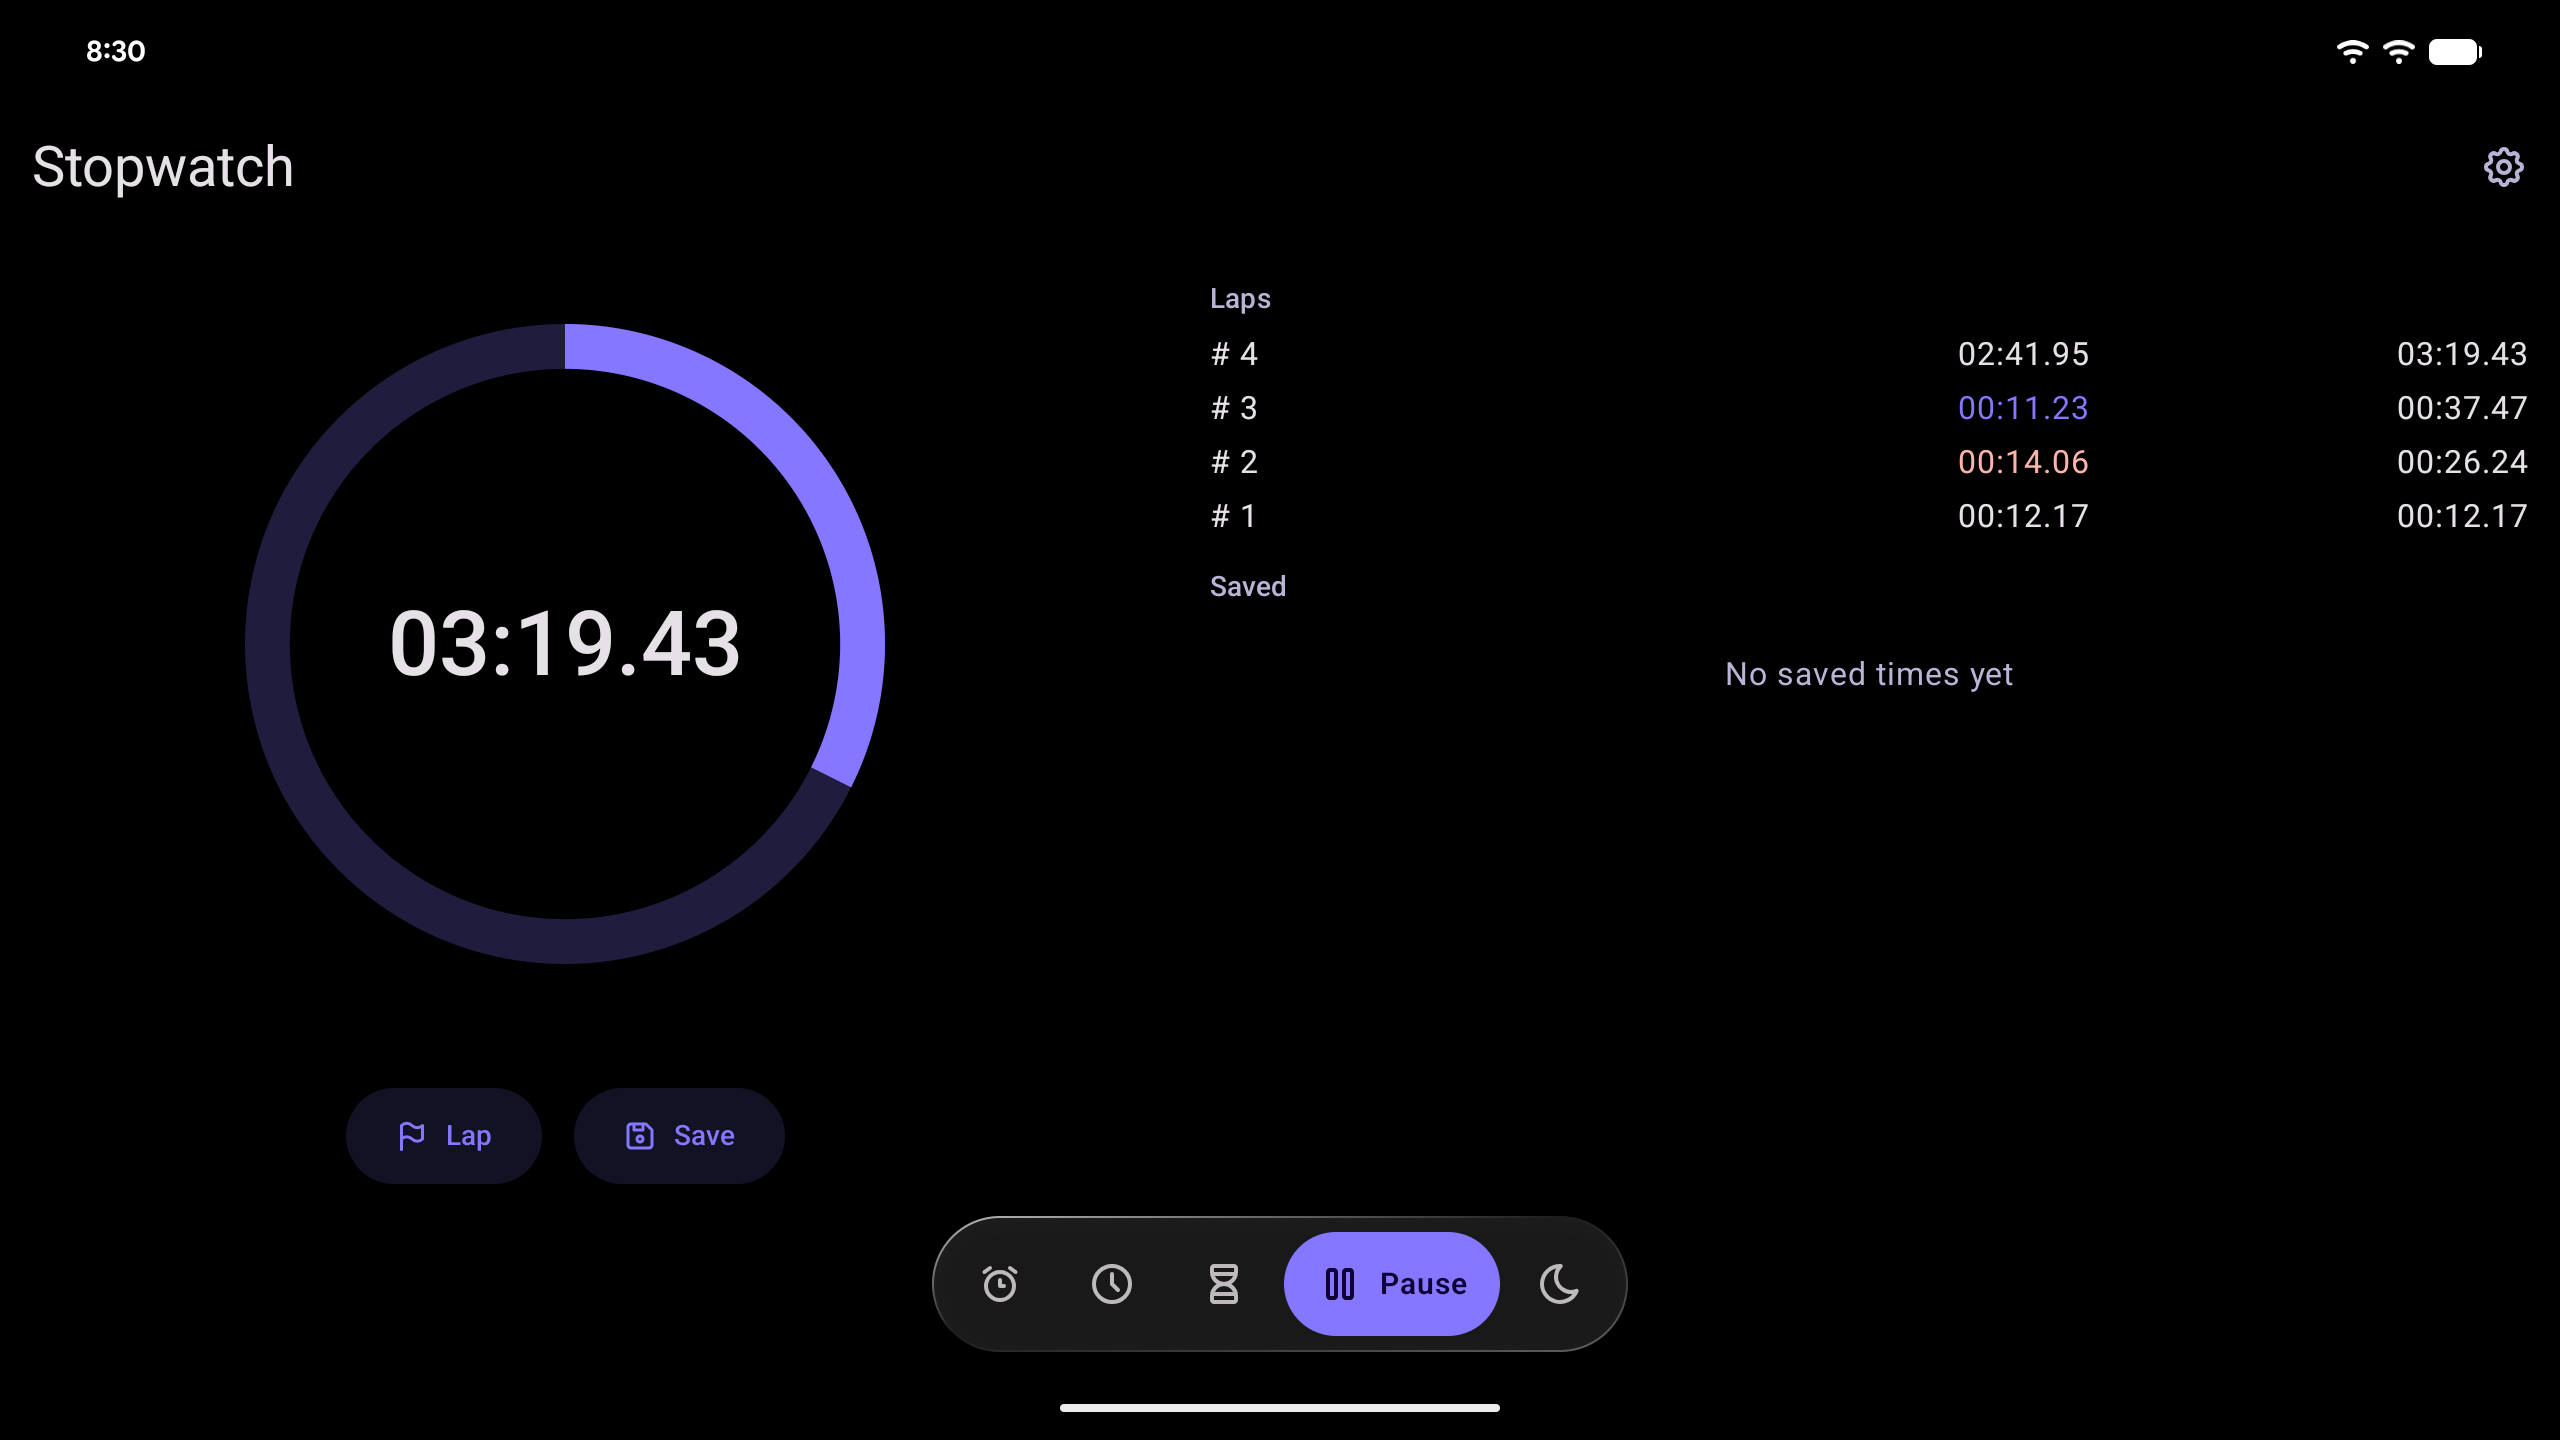 8:30
Stopwatch
03:19.43
Lap
Save
Laps
# 4 02:41.95 03:19.43
# 3 00:11.23 00:37.47
# 2 00:14.06 00:26.24
# 1 00:12.17 00:12.17
Saved
No saved times yet
Pause